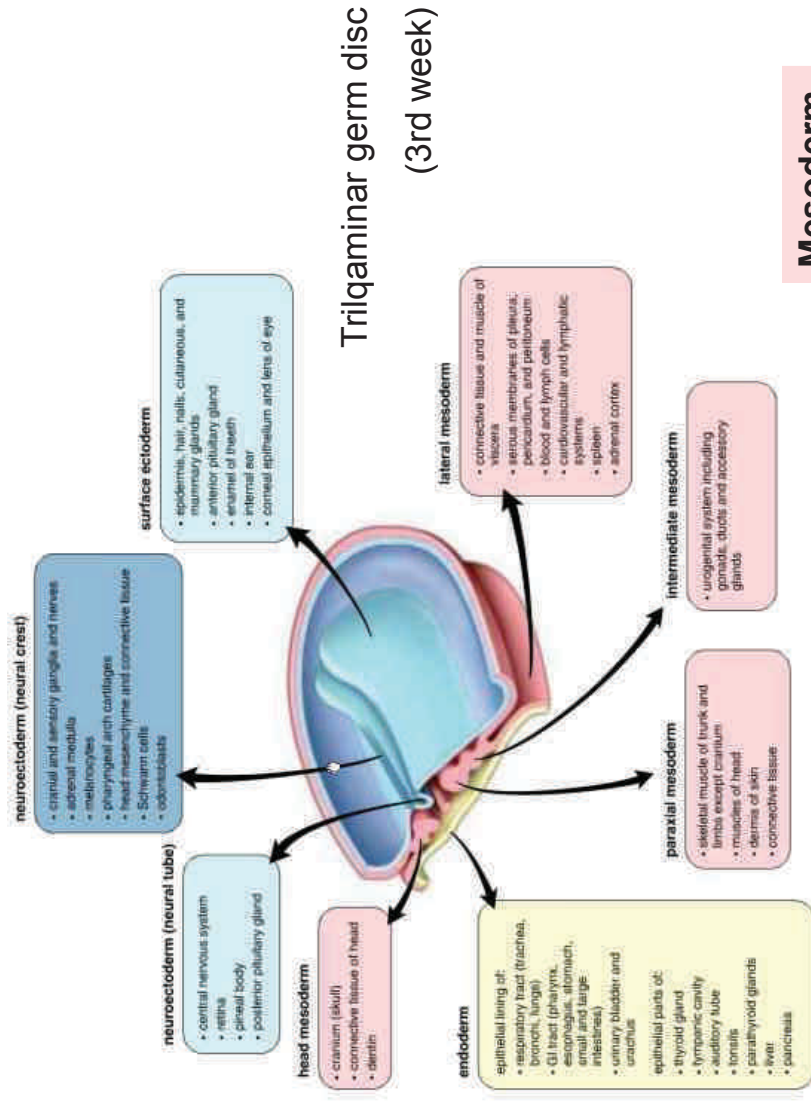 Trilqaminar germ disc
(3rd week)
neuroectoderm (neural crest)
• cranial and sensory ganglia and nerves
• adrenal medulla
• melanocytes
• pharyngeal arch cartilages
• head mesenchyme and connective tissue
• Schwann cells
• odontoplasts
neuroectoderm (neural tube)
• central nervous system
• retina
• pineal body
• posterior pituitary gland
surface ectoderm
• epidermis, hair, nails, cutaneous, and
mammary glands
• anterior pituitary gland
• enamel of theeth
• internal ear
• corneal epithelium and lens of eye
head mesoderm
• cranium (skull)
• connective tissue of head
• dentin
lateral mesoderm
• connective tissue and muscle of
viscera
• serous membranes of pleura,
pericardium, and peritoneum
• blood and lymph cells
• cardiovascular and lymphatic
systems
• spleen
• adrenal cortex
endoderm
epithelial lining of:
• respiratory tract (trachea,
bronchi, lungs)
• GI tract (pharynx,
esophagus, stomach,
small and large
intestines)
• urinary bladder and
urachus
epithelial parts of:
• thyroid gland
• tympanic cavity
• auditory tube
• tonsils
• parathyroid glands
• liver
• pancreas
paraxial mesoderm
• skeletal muscle of trunk and
limbs except cranium
• muscles of head
• dermis of skin
• connective tissue
intermediate mesoderm
• urogenital system including
gonads, ducts and accessory
glands
Mesoderm